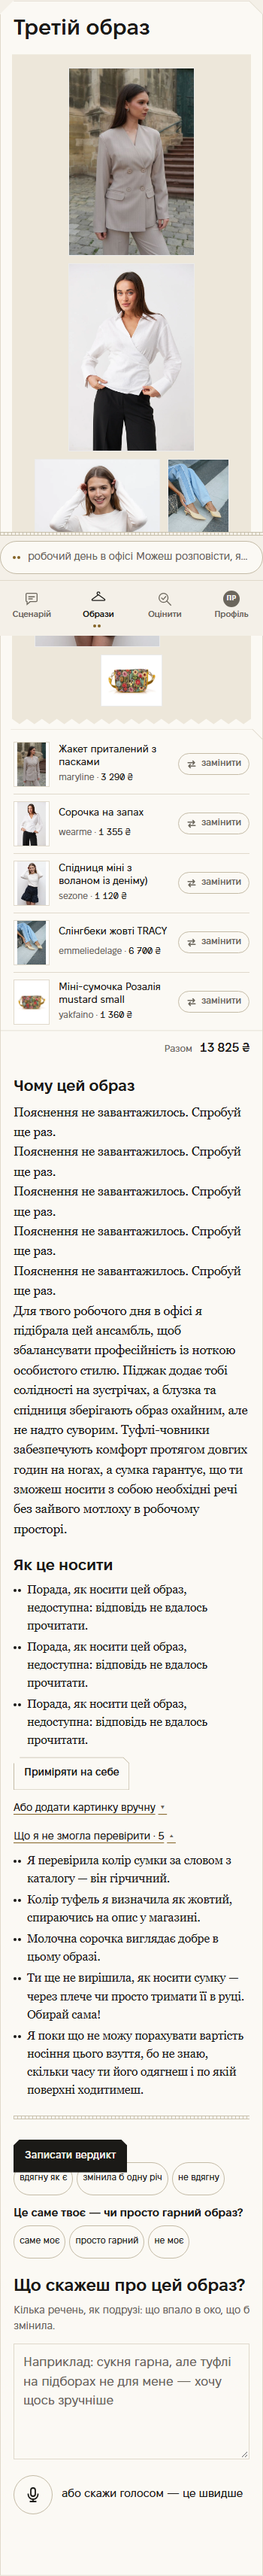 Третій образ
робочий день в офісі Можеш розповісти, я...
Сценарій
Образи
Оцінити
ПР
Профіль
Жакет приталений з
пасками
maryline · 3 290 ₴
замінити
Сорочка на запах
wearme · 1 355 ₴
замінити
Спідниця міні з
воланом із деніму)
sezone · 1 120 ₴
замінити
Слінгбеки жовті TRACY
emmeliedelage · 6 700 ₴
замінити
Міні-сумочка Розалія
mustard small
yakfaino · 1 360 ₴
замінити
Разом 13 825 ₴
Чому цей образ
Пояснення не завантажилось. Спробуй
ще раз.
Пояснення не завантажилось. Спробуй
ще раз.
Пояснення не завантажилось. Спробуй
ще раз.
Пояснення не завантажилось. Спробуй
ще раз.
Пояснення не завантажилось. Спробуй
ще раз.
Для твого робочого дня в офісі я
підібрала цей ансамбль, щоб
збалансувати професійність із ноткою
особистого стилю. Піджак додає тобі
солідності на зустрічах, а блузка та
спідниця зберігають образ охайним, але
не надто суворим. Туфлі-човники
забезпечують комфорт протягом довгих
годин на ногах, а сумка гарантує, що ти
зможеш носити з собою необхідні речі
без зайвого мотлоху в робочому
просторі.
Як це носити
Порада, як носити цей образ,
недоступна: відповідь не вдалось
прочитати.
Порада, як носити цей образ,
недоступна: відповідь не вдалось
прочитати.
Порада, як носити цей образ,
недоступна: відповідь не вдалось
прочитати.
Приміряти на себе
Або додати картинку вручну
Що я не змогла перевірити · 5
Я перевірила колір сумки за словом з
каталогу — він гірчичний.
Колір туфель я визначила як жовтий,
спираючись на опис у магазині.
Молочна сорочка виглядає добре в
цьому образі.
Ти ще не вирішила, як носити сумку —
через плече чи просто тримати її в руці.
Обирай сама!
Я поки що не можу порахувати вартість
носіння цього взуття, бо не знаю,
скільки часу ти його одягнеш і по якій
поверхні ходитимеш.
Записати вердикт
вдягну як є
змінила б одну річ
не вдягну
Це саме твоє — чи просто гарний образ?
саме моє
просто гарний
не моє
Що скажеш про цей образ?
Кілька речень, як подрузі: що впало в око, що б
змінила.
Наприклад: сукня гарна, але туфлі
на підборах не для мене — хочу
щось зручніше
або скажи голосом — це швидше